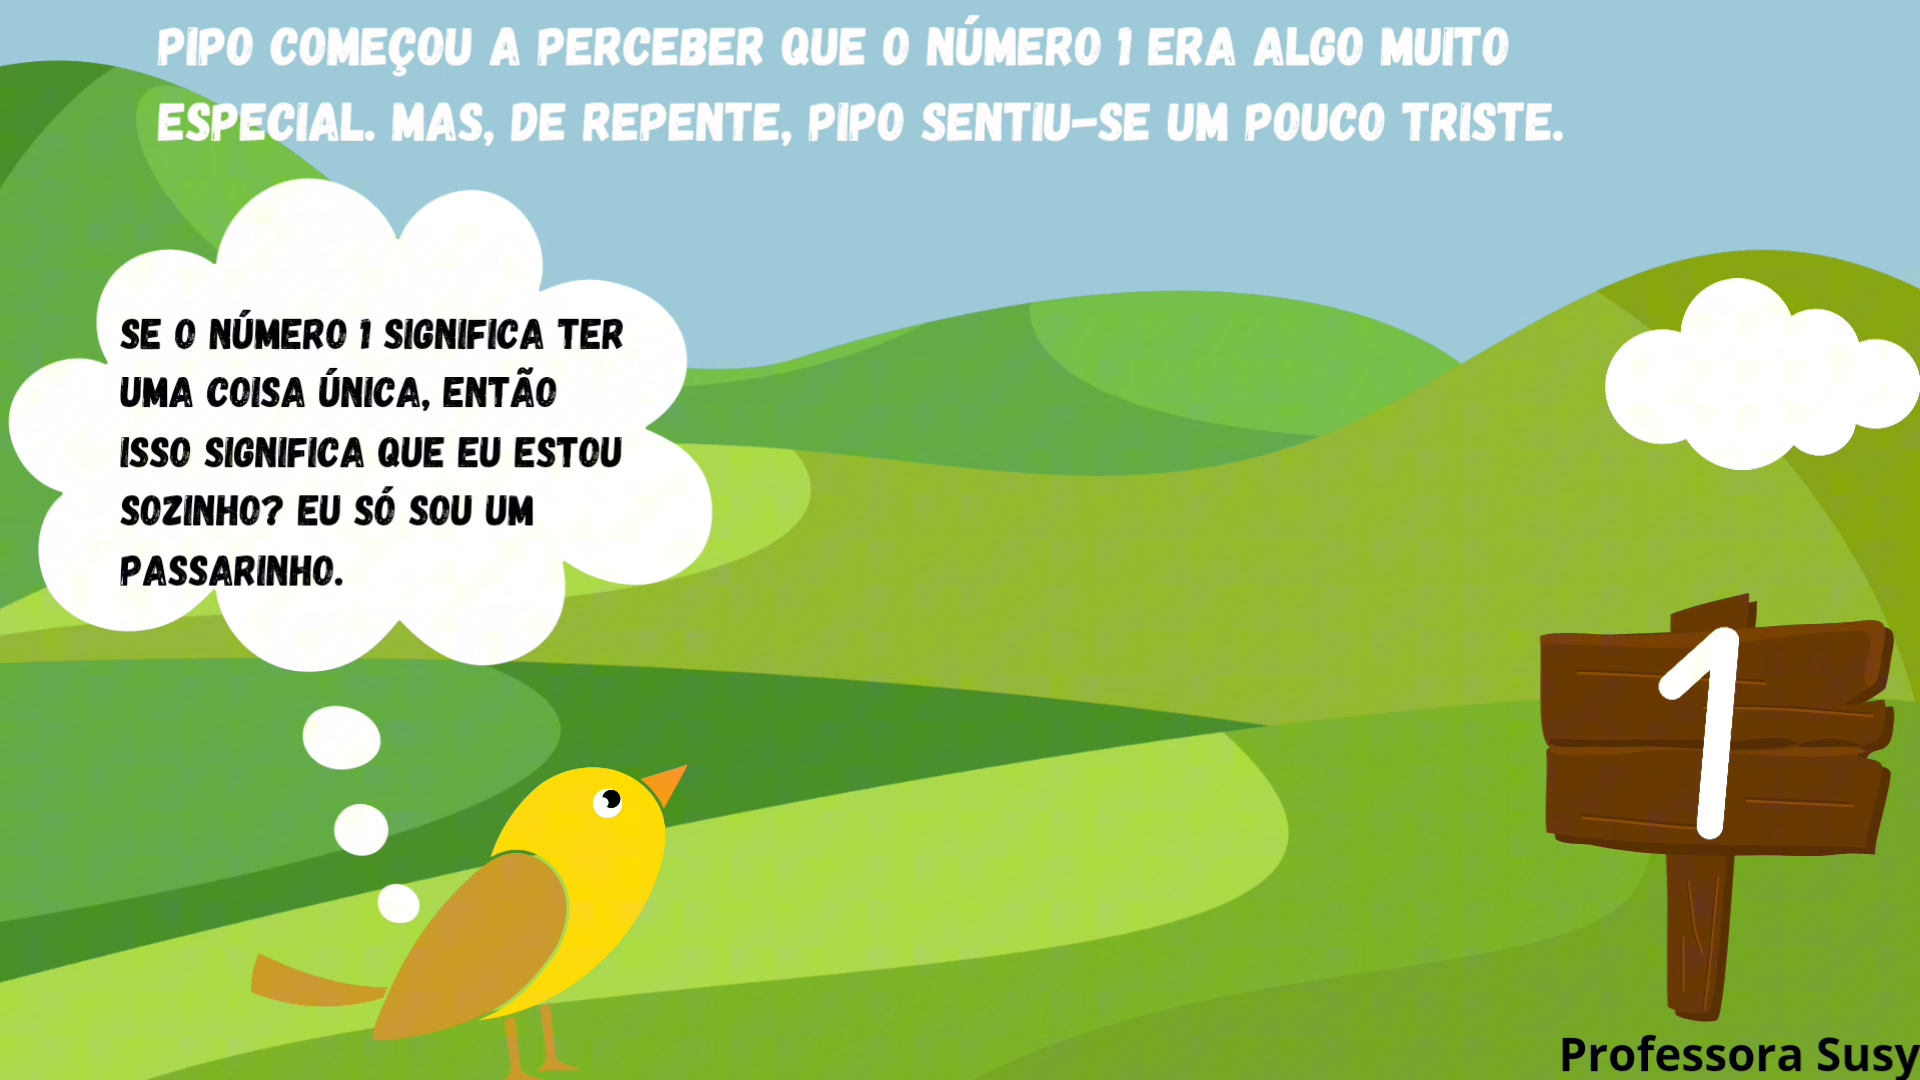 PIPO COMEÇOU A PERCEBER QUE O NÚMERO 1 ERA ALGO MUITO
ESPECIAL. MAS, DE REPENTE, PIPO SENTIU-SE UM POUCO TRISTE.
SE O NÚMERO 1 SIGNIFICA TER
UMA COISA ÚNICA, ENTÃO
ISSO SIGNIFICA QUE EU ESTOU
SOZINHO? EU SÓ SOU UM
PASSARINHO.
1
Professora Susy